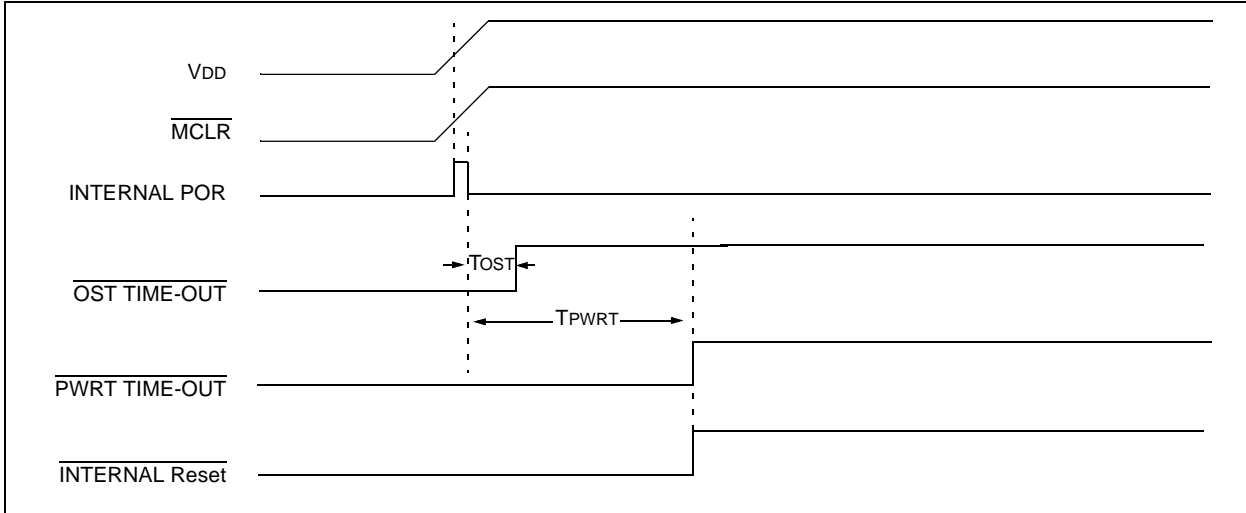 VDD
MCLR
INTERNAL POR
TOST
OST TIME-OUT
TPWRT
PWRT TIME-OUT
INTERNAL Reset